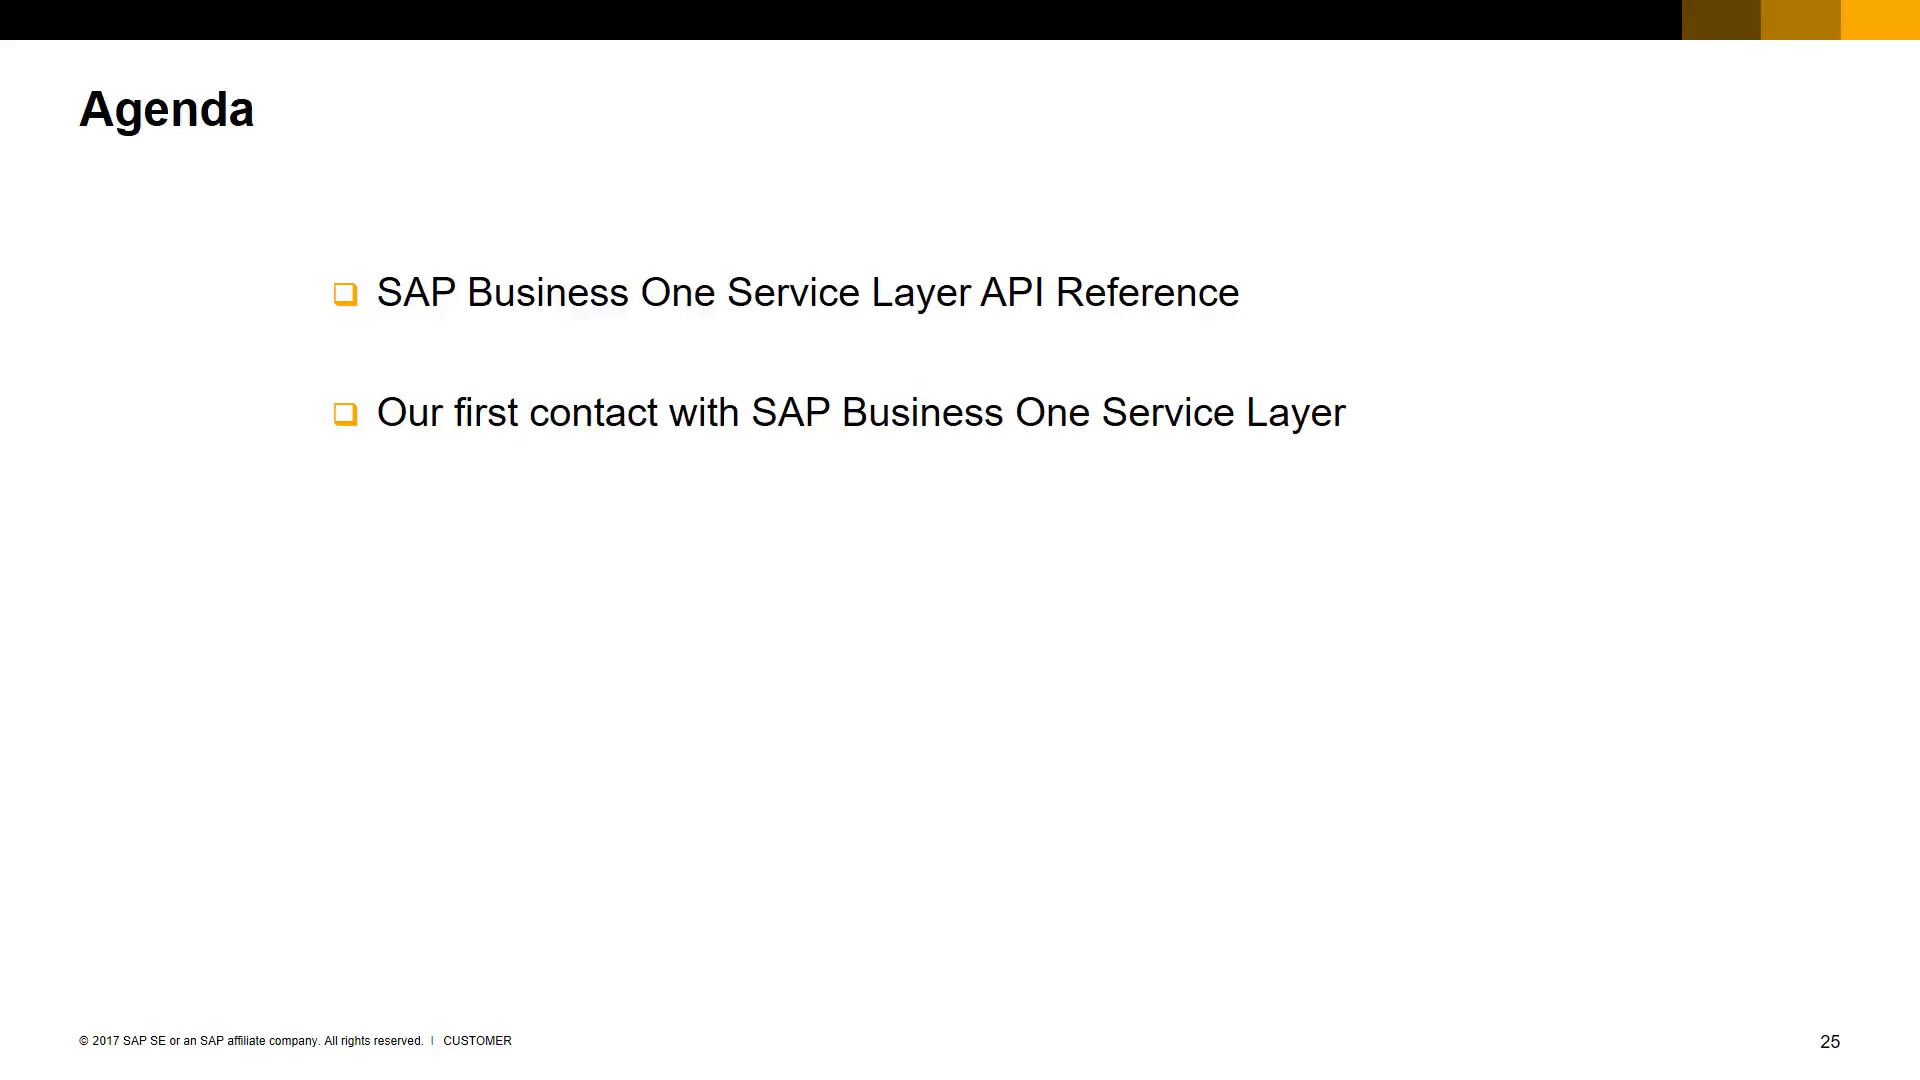 Agenda
❑ SAP Business One Service Layer API Reference
❑ Our first contact with SAP Business One Service Layer
© 2017 SAP SE or an SAP affiliate company. All rights reserved. | CUSTOMER
25